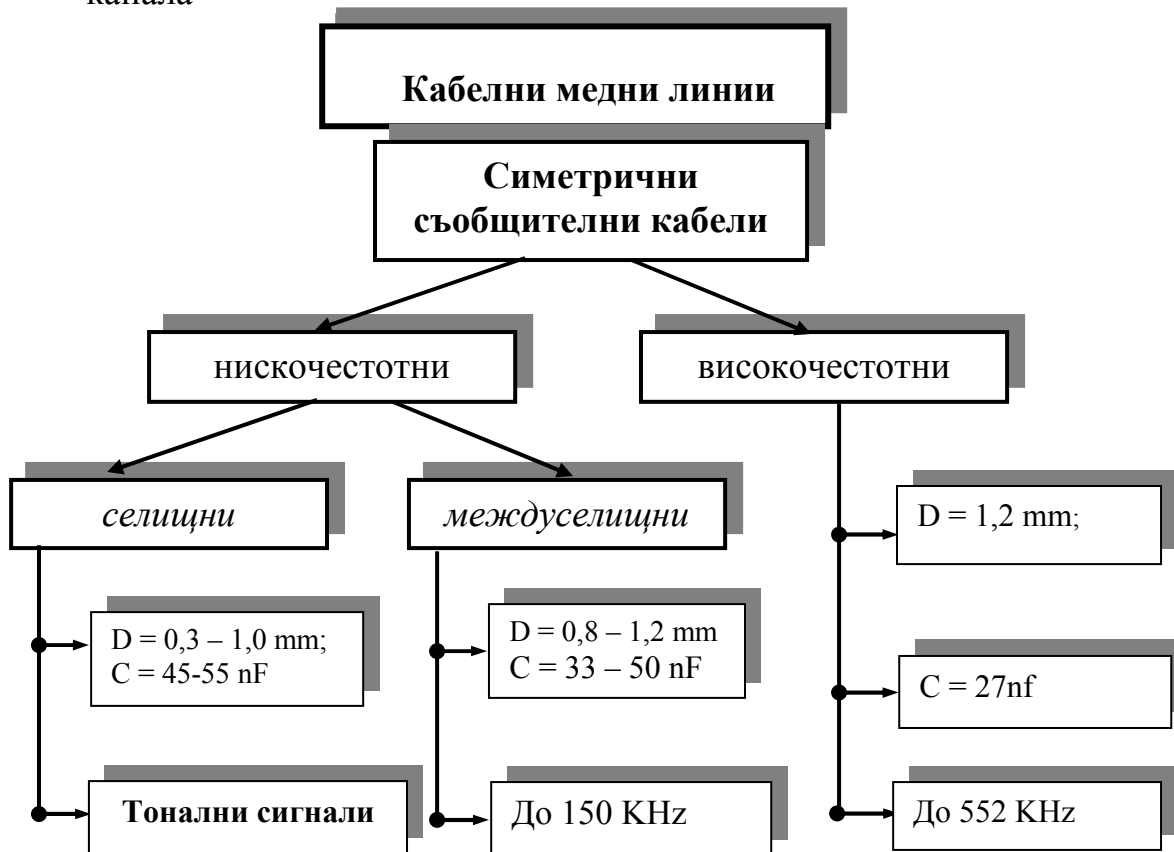 канала
Кабелни медни линии
Симетрични
съобщителни кабели
нискочестотни
високочестотни
селищни
междуселищни
D = 1,2 mm;
D = 0,3 – 1,0 mm;
C = 45-55 nF
D = 0,8 – 1,2 mm
C = 33 – 50 nF
C = 27nf
Тонални сигнали
До 150 KHz
До 552 KHz